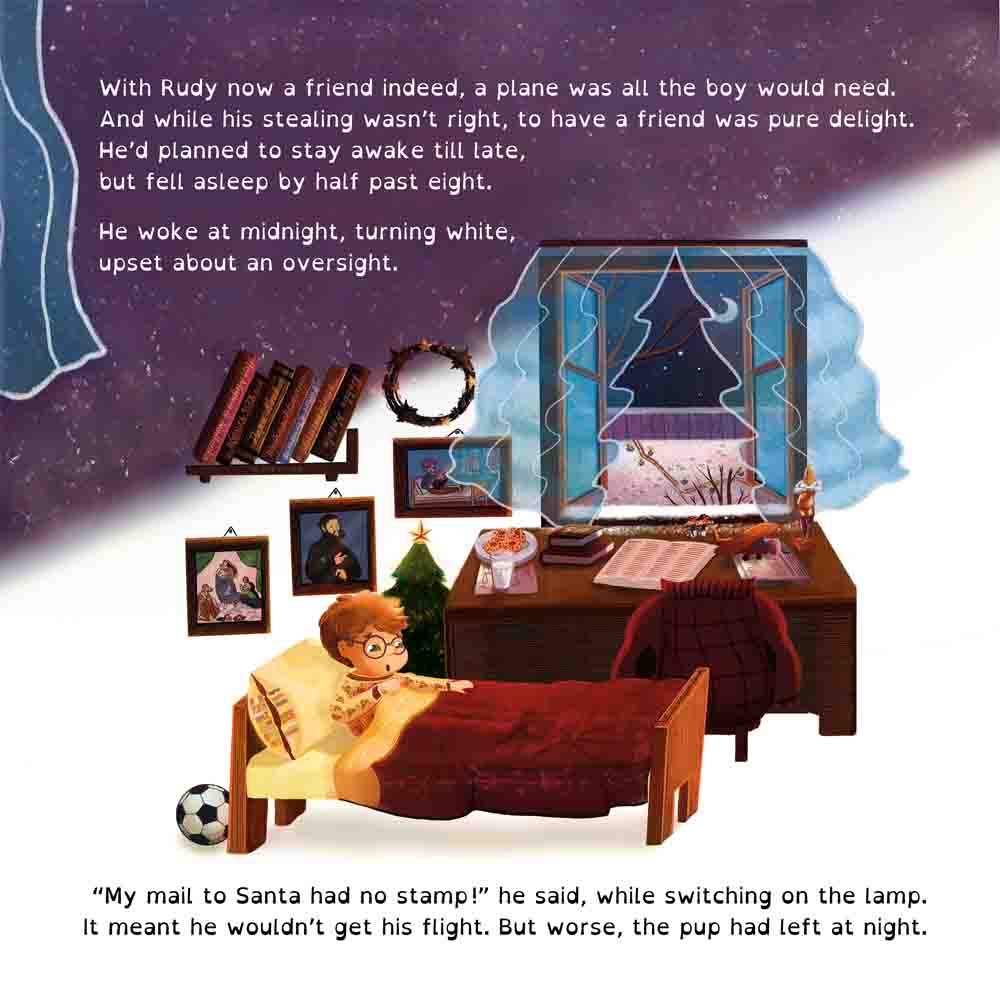 With Rudy now a friend indeed, a plane was all the boy would need.
And while his stealing wasn’t right, to have a friend was pure delight.
He’d planned to stay awake till late,
but fell asleep by half past eight.
He woke at midnight, turning white,
upset about an oversight.
“My mail to Santa had no stamp!” he said, while switching on the lamp.
It meant he wouldn’t get his flight. But worse, the pup had left at night.